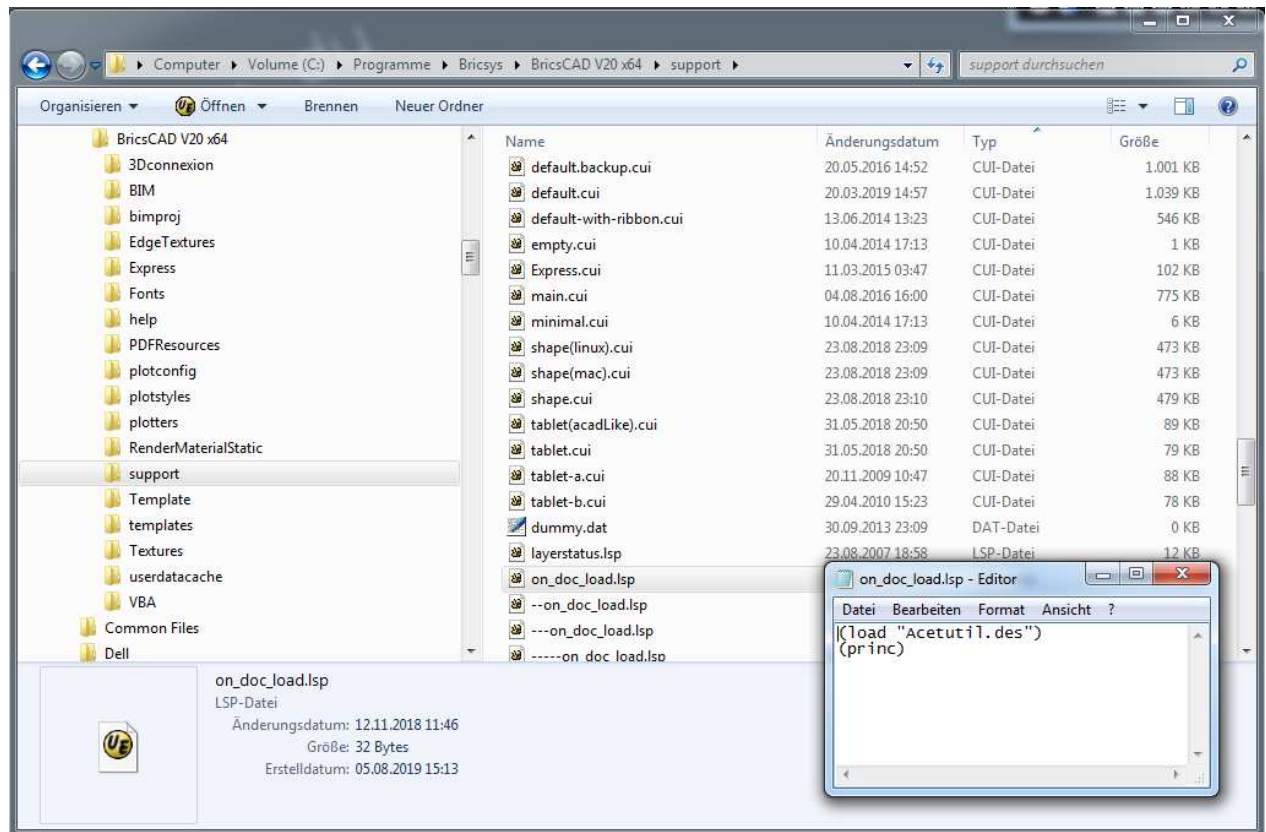 Computer ▸ Volume (C:) ▸ Programme ▸ Bricsys ▸ BricsCAD V20 x64 ▸ support ▸
support durchsuchen
Organisieren Öffnen Brennen Neuer Ordner
BricsCAD V20 x64
3Dconnexion
BIM
bimproj
EdgeTextures
Express
Fonts
help
PDFResources
plotconfig
plotstyles
plotters
RenderMaterialStatic
support
Template
templates
Textures
userdatacache
VBA
Common Files
Dell
Name Änderungsdatum Typ Größe
default.backup.cui 20.05.2016 14:52 CUI-Datei 1.001 KB
default.cui 20.03.2019 14:57 CUI-Datei 1.039 KB
default-with-ribbon.cui 13.06.2014 13:23 CUI-Datei 546 KB
empty.cui 10.04.2014 17:13 CUI-Datei 1 KB
Express.cui 11.03.2015 03:47 CUI-Datei 102 KB
main.cui 04.08.2016 16:00 CUI-Datei 775 KB
minimal.cui 10.04.2014 17:13 CUI-Datei 6 KB
shape(linux).cui 23.08.2018 23:09 CUI-Datei 473 KB
shape(mac).cui 23.08.2018 23:09 CUI-Datei 473 KB
shape.cui 23.08.2018 23:10 CUI-Datei 479 KB
tablet(acadLike).cui 31.05.2018 20:50 CUI-Datei 89 KB
tablet.cui 31.05.2018 20:50 CUI-Datei 79 KB
tablet-a.cui 20.11.2009 10:47 CUI-Datei 88 KB
tablet-b.cui 29.04.2010 15:23 CUI-Datei 78 KB
dummy.dat 30.09.2013 23:09 DAT-Datei 0 KB
layerstatus.lsp 23.08.2007 18:58 LSP-Datei 12 KB
on_doc_load.lsp
--on_doc_load.lsp
---on_doc_load.lsp
-----on_doc_load.lsp
on_doc_load.lsp - Editor
Datei Bearbeiten Format Ansicht ?
(load "Acetutil.des")
(princ)
on_doc_load.lsp
LSP-Datei
Änderungsdatum: 12.11.2018 11:46
Größe: 32 Bytes
Erstelldatum: 05.08.2019 15:13
UE